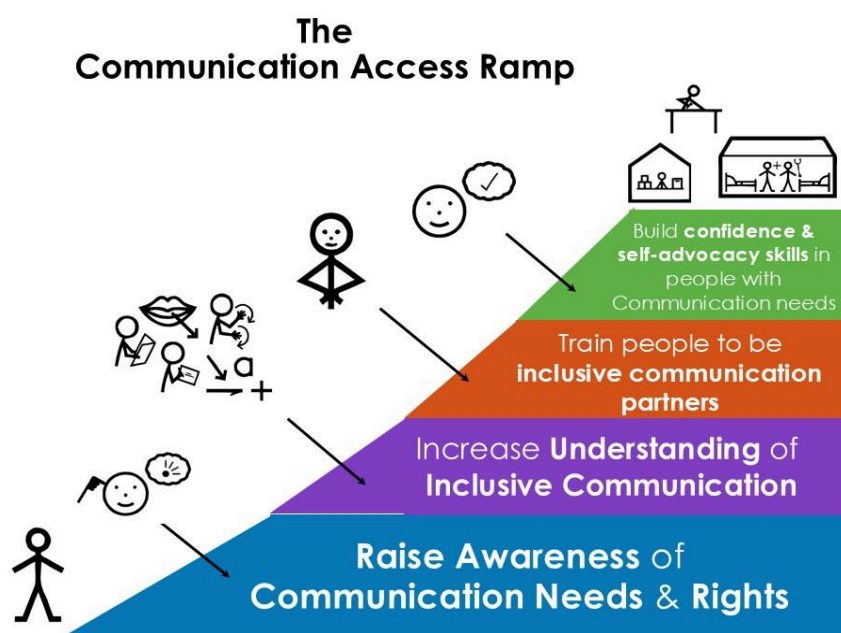 The
Communication Access Ramp
Build confidence &
self-advocacy skills in
people with
Communication needs
Train people to be
inclusive communication
partners
a
Increase Understanding of
Inclusive Communication
Raise Awareness of
Communication Needs & Rights